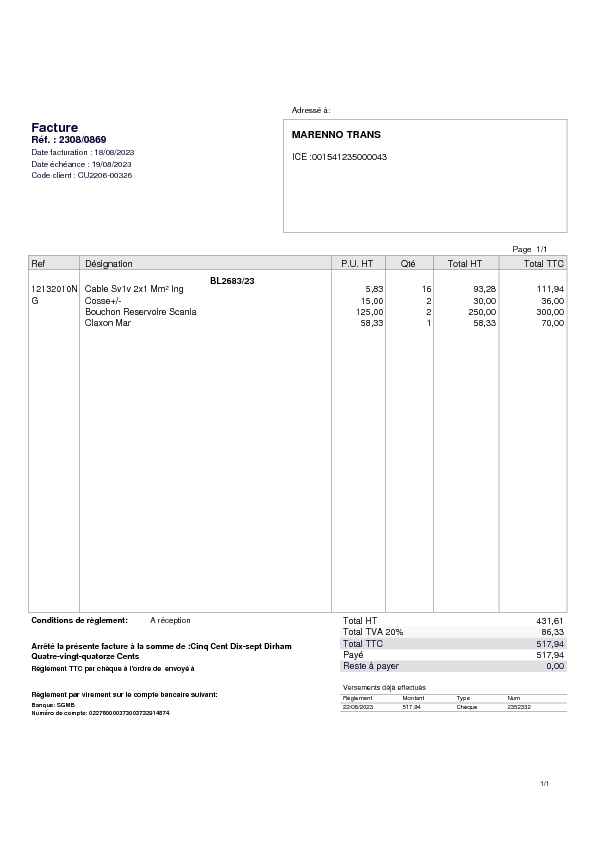 Adressé à:
Facture
Réf. : 2308/0869
Date facturation : 18/08/2023
Date échéance : 19/08/2023
Code client : CU2206-00326
MARENNO TRANS
ICE :001541235000043
Page 1/1
Ref Désignation P.U. HT Qté Total HT Total TTC
BL2683/23
12132010N Cable Sv1v 2x1 Mm² Ing 5,83 16 93,28 111,94
G Cosse+/- 15,00 2 30,00 36,00
Bouchon Reservoire Scania 125,00 2 250,00 300,00
Claxon Mar 58,33 1 58,33 70,00
Conditions de règlement: A réception
Total HT 431,61
Total TVA 20% 86,33
Total TTC 517,94
Payé 517,94
Reste à payer 0,00
Arrêté la présente facture à la somme de :Cinq Cent Dix-sept Dirham
Quatre-vingt-quatorze Cents
Règlement TTC par chèque à l'ordre de envoyé à
Règlement par virement sur le compte bancaire suivant:
Banque: SGMB
Numéro de compte:
Versements déjà effectués
Règlement Montant Type Num
22/08/2023 517,94 Chèque 2352332
1/1